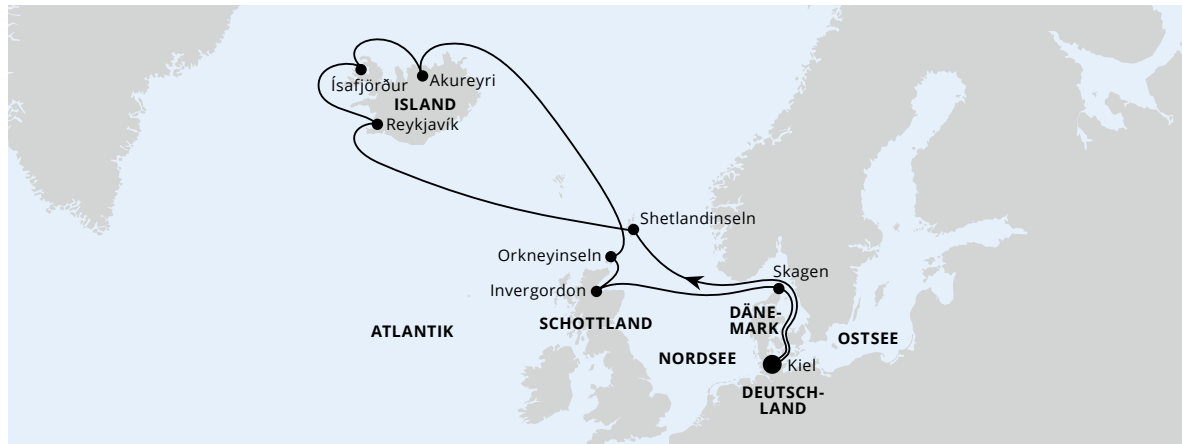 Ísafjörður
Akureyri
ISLAND
Reykjavík
Shetlandinseln
Orkneyinseln
Skagen
Invergordon
DÄNE-
MARK
SCHOTTLAND
ATLANTIK
OSTSEE
NORDSEE
Kiel
DEUTSCH-
LAND